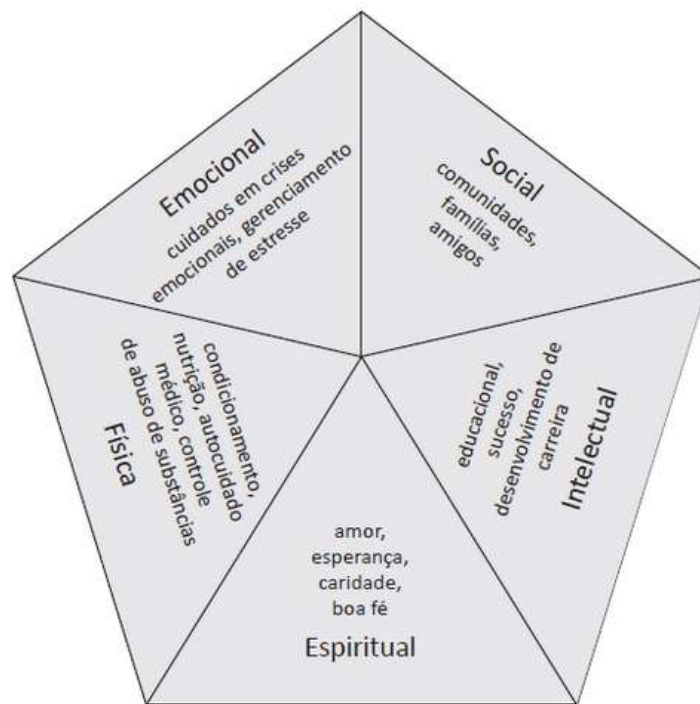 Emocional
cuidados em crises
emocionais, gerenciamento
de estresse
Social
comunidades,
famílias,
amigos
Física
condicionamento,
nutrição, autocuidado
médico, controle
de abuso de substâncias
educacional,
sucesso,
desenvolvimento de
carreira
Intelectual
amor,
esperança,
caridade,
boa fé
Espiritual